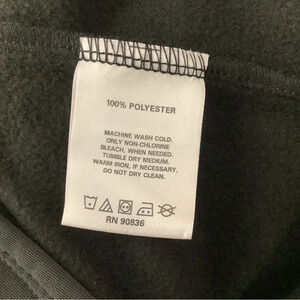 100% POLYESTER
MACHINE WASH COLD.
ONLY NON-CHLORINE
BLEACH, WHEN NEEDED.
TUMBLE DRY MEDIUM.
WARM IRON, IF NECESSARY.
DO NOT DRY CLEAN.
RN 90836